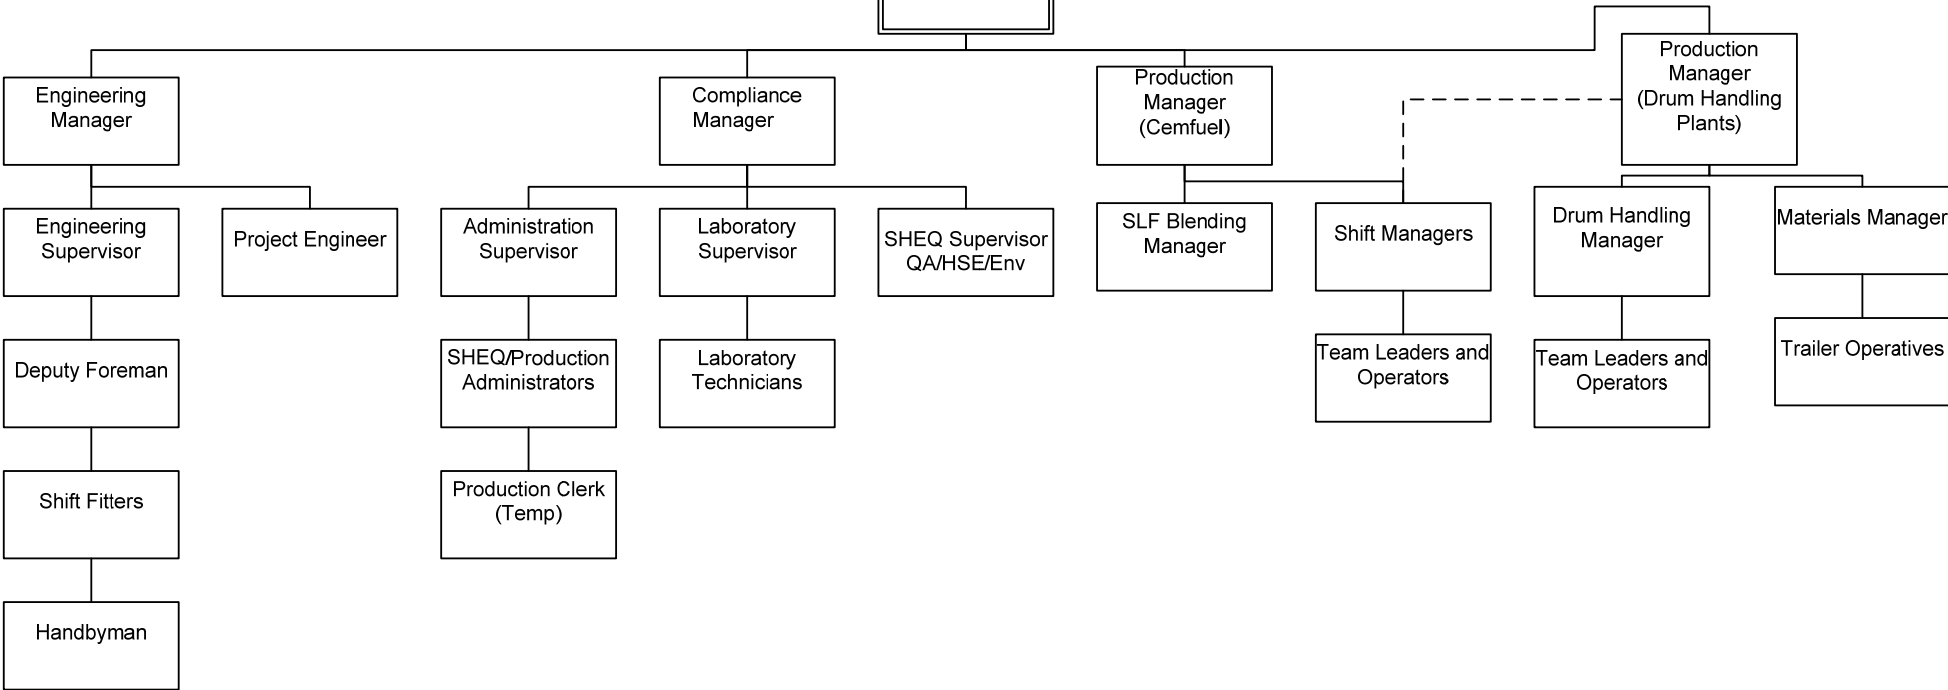 Engineering
Manager
Compliance
Manager
Production
Manager
(Cemfuel)
Production
Manager
(Drum Handling
Plants)
Engineering
Supervisor
Project Engineer
Administration
Supervisor
Laboratory
Supervisor
SHEQ Supervisor
QA/HSE/Env
SLF Blending
Manager
Shift Managers
Drum Handling
Manager
Materials Manager
Deputy Foreman
SHEQ/Production
Administrators
Laboratory
Technicians
Team Leaders and
Operators
Team Leaders and
Operators
Trailer Operatives
Shift Fitters
Production Clerk
(Temp)
Handbyman